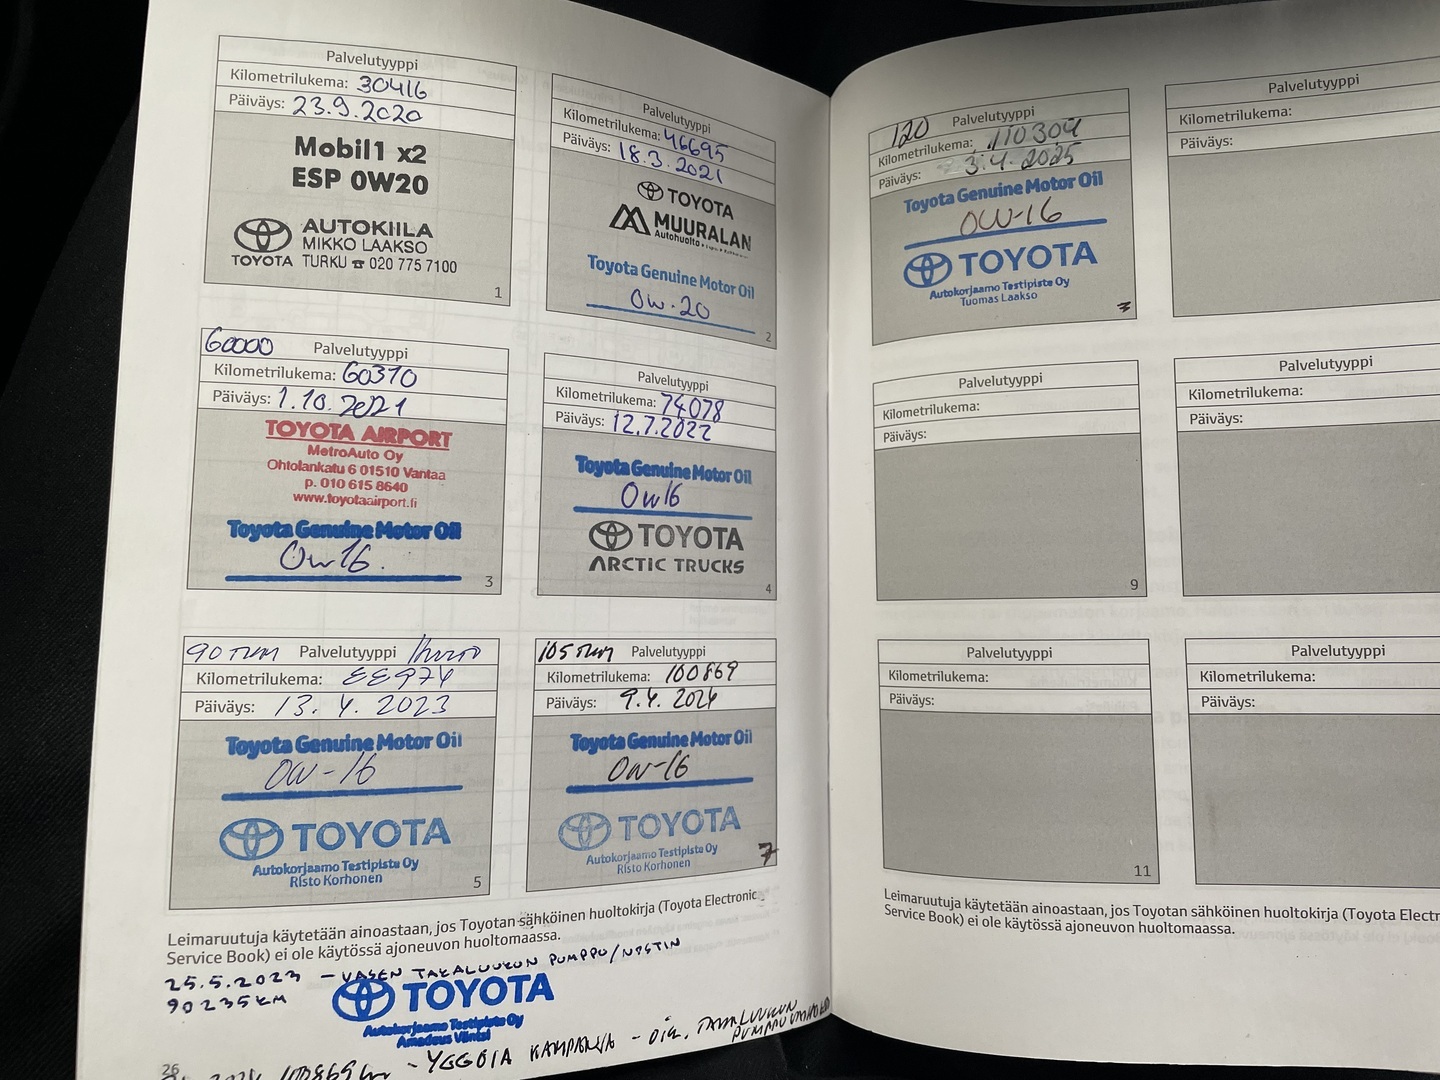 Palvelutyyppi
Kilometrilukema: 30416
Päiväys: 23.9.2020
Mobil1 x2
ESP 0W20
AUTOKIILA
MIKKO LAAKSO
TOYOTA TURKU ☎ 020 775 7100
1
Palvelutyyppi
Kilometrilukema: 46695
Päiväys: 18.3.2021
TOYOTA
MUURALAN
Toyota Genuine Motor Oil
0w-20
2
60000 Palvelutyyppi
Kilometrilukema: 60370
Päiväys: 1.10.2021
TOYOTA AIRPORT
MetroAuto Oy
Ohtolankatu 6 01510 Vantaa
p. 010 615 8640
www.toyotaairport.fi
Toyota Genuine Motor Oil
0w16.
3
Palvelutyyppi
Kilometrilukema: 74078
Päiväys: 12.7.2022
Toyota Genuine Motor Oil
0w16
TOYOTA
ARCTIC TRUCKS
4
90 TKM Palvelutyyppi
Kilometrilukema: 88974
Päiväys: 13.4.2023
Toyota Genuine Motor Oil
0W-16
TOYOTA
Autokorjaamo Testipiste Oy
Risto Korhonen
5
105 TKM Palvelutyyppi
Kilometrilukema: 100869
Päiväys: 9.4.2024
Toyota Genuine Motor Oil
0W-16
TOYOTA
Autokorjaamo Testipiste Oy
Risto Korhonen
7
Leimaruutuja käytetään ainoastaan, jos Toyotan sähköinen huoltokirja (Toyota Electronic
Service Book) ei ole käytössä ajoneuvon huoltomaassa.
25.5.2023 - VASEN TAKALUUKUN PUMPPU/NOSTIN
90235KM
TOYOTA
Autokorjaamo Testipiste Oy
Amadeus Väntsi
100869 km - YGGÖIA KAMPANJA - OIK. TAKALUUKUN
26
120 Palvelutyyppi
Kilometrilukema: 110304
Päiväys: 3.4.2025
Toyota Genuine Motor Oil
0W-16
TOYOTA
Autokorjaamo Testipiste Oy
Tuomas Laakso
Palvelutyyppi
Kilometrilukema:
Päiväys:
Palvelutyyppi
Kilometrilukema:
Päiväys:
9
Palvelutyyppi
Kilometrilukema:
Päiväys:
Palvelutyyppi
Kilometrilukema:
Päiväys:
11
Palvelutyyppi
Kilometrilukema:
Päiväys:
Leimaruutuja käytetään ainoastaan, jos Toyotan sähköinen huoltokirja (Toyota Electr
Service Book) ei ole käytössä ajoneuvon huoltomaassa.